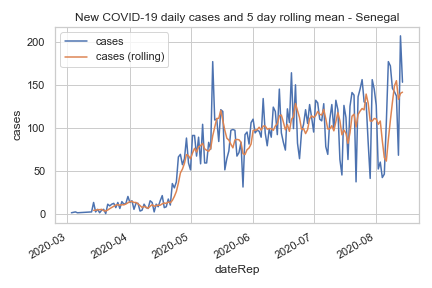 New COVID-19 daily cases and 5 day rolling mean - Senegal
cases
cases (rolling)
200
150
100
50
0
cases
2020-03
2020-04
2020-05
2020-06
2020-07
2020-08
dateRep